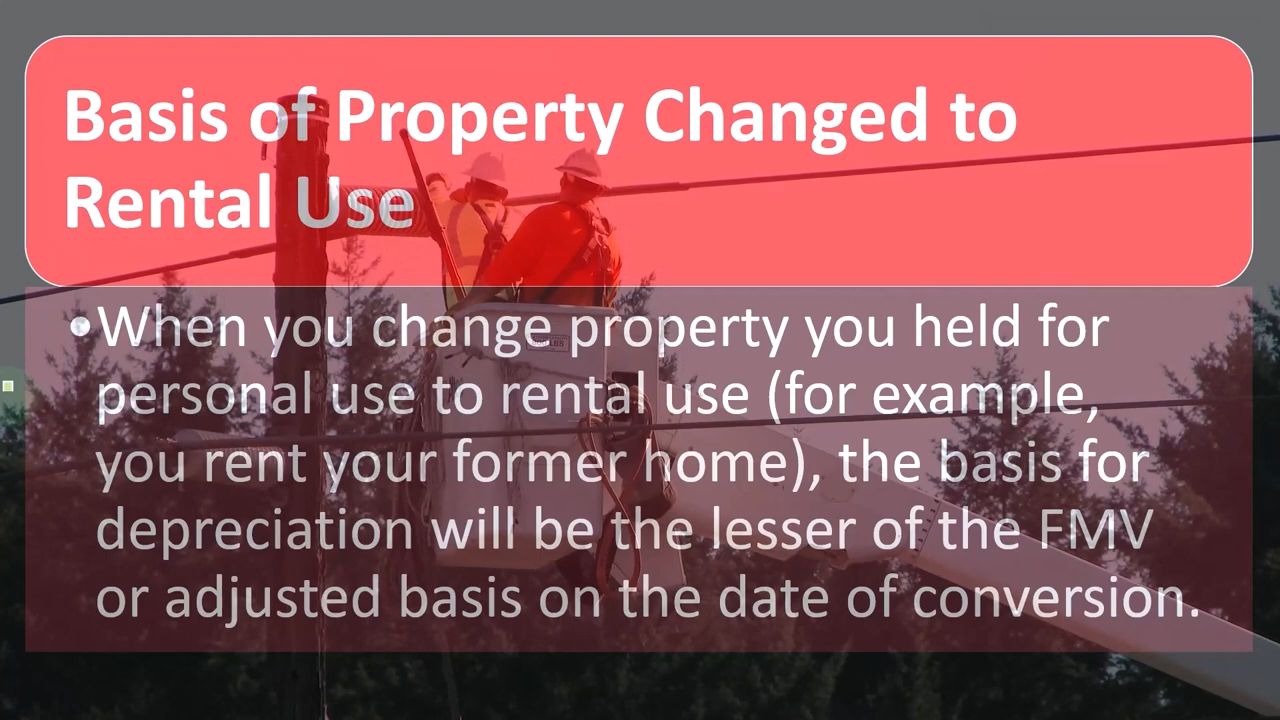 Basis of Property Changed to
Rental Use
•When you change property you held for
personal use to rental use (for example,
you rent your former home), the basis for
depreciation will be the lesser of the FMV
or adjusted basis on the date of conversion.